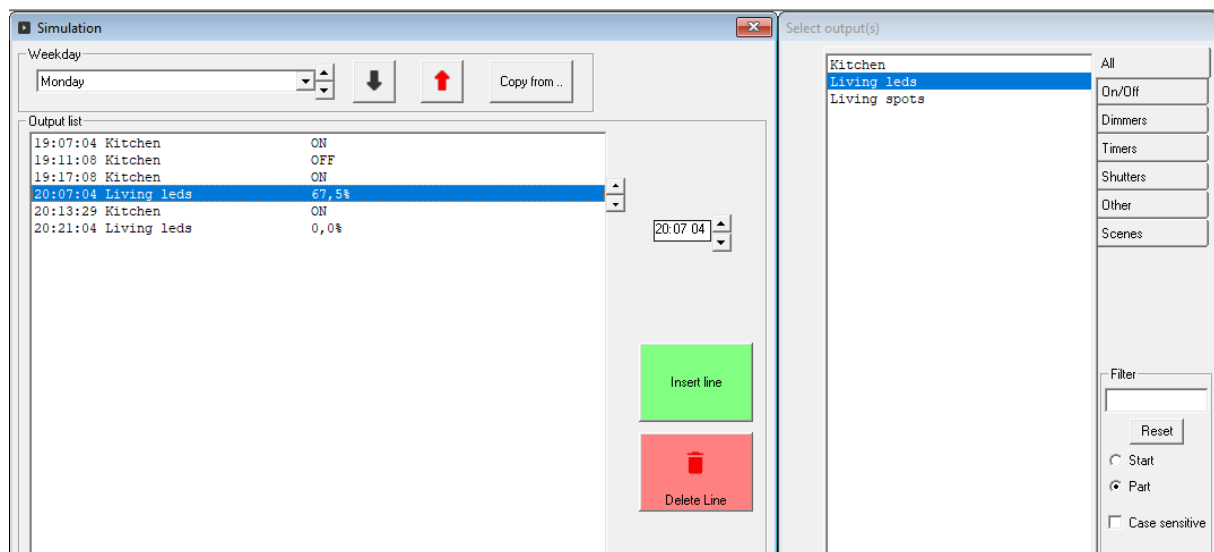 Simulation
Weekday
Monday
Copy from ..
Output list
19:07:04 Kitchen ON
19:11:08 Kitchen OFF
19:17:08 Kitchen ON
20:07:04 Living leds 67,5%
20:13:29 Kitchen ON
20:21:04 Living leds 0,0%
20:07 04
Insert line
Delete Line
Select output(s)
Kitchen
Living leds
Living spots
All
On/Off
Dimmers
Timers
Shutters
Other
Scenes
Filter
Reset
Start
Part
Case sensitive